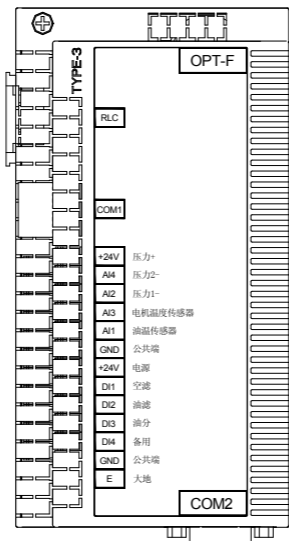 TYPE-3
OPT-F
RLC
COM1
+24V 压力+
AI4 压力2-
AI2 压力1-
AI3 电机温度传感器
AI1 油温传感器
GND 公共端
+24V 电源
DI1 空滤
DI2 油滤
DI3 油分
DI4 备用
GND 公共端
E 大地
COM2